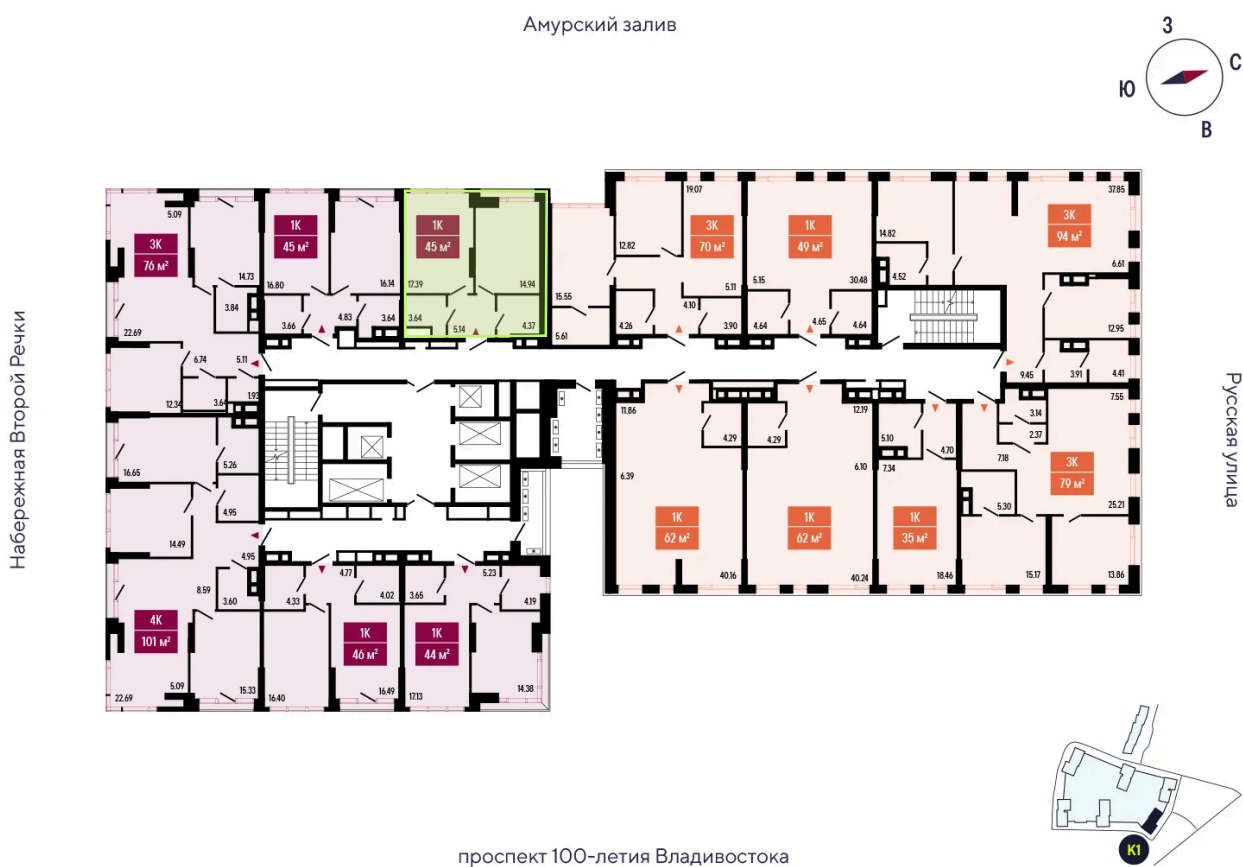 Амурский залив
З
С
Ю
В
Набережная Второй Речки
Русская улица
5.09
3К
76 м²
14.73
3.84
22.69
6.74
5.11
1.93
12.34
3.64
1К
45 м²
16.80
16.14
3.66
4.83
3.64
1К
45 м²
17.39
14.94
3.64
5.14
4.37
15.55
5.61
19.07
12.82
3К
70 м²
5.11
4.26
4.10
3.90
1К
49 м²
5.15
30.48
4.64
4.65
4.64
14.82
4.52
37.85
3К
94 м²
6.61
12.95
9.45
3.91
4.41
16.65
5.26
4.95
14.49
4.95
8.59
3.60
4К
101 м²
22.69
5.09
15.33
4.33
4.77
4.02
1К
46 м²
16.40
16.49
3.65
5.23
4.19
1К
44 м²
17.13
14.38
11.86
4.29
6.39
1К
62 м²
40.16
4.29
12.19
6.10
1К
62 м²
40.24
5.10
4.70
7.34
1К
35 м²
18.46
7.55
3.14
2.37
7.18
3К
79 м²
5.30
25.21
15.17
13.86
К1
проспект 100-летия Владивостока